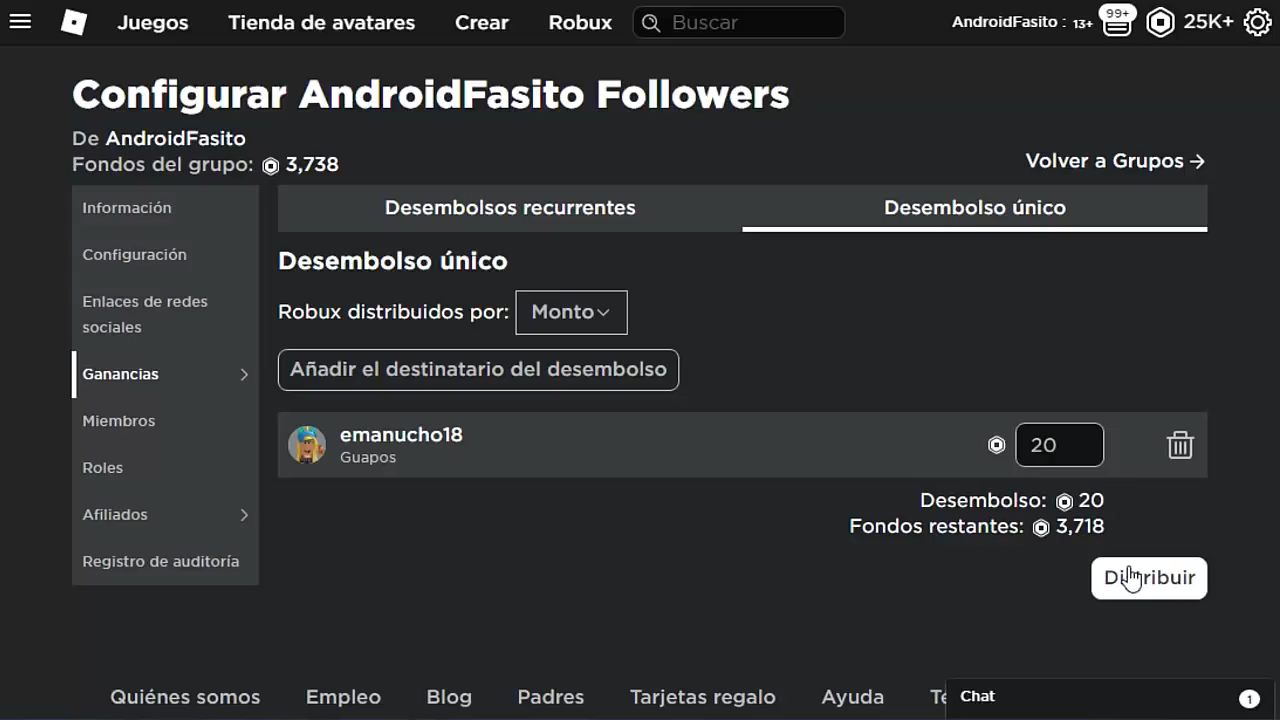 Juegos Tienda de avatares Crear Robux Buscar AndroidFasito : 13+ 99+ 25K+
Configurar AndroidFasito Followers
De AndroidFasito
Fondos del grupo: 3,738
Volver a Grupos →
Información
Configuración
Enlaces de redes
sociales
Ganancias
Miembros
Roles
Afiliados
Registro de auditoría
Desembolsos recurrentes Desembolso único
Desembolso único
Robux distribuidos por: Monto
Añadir el destinatario del desembolso
emanucho18
Guapos
20
Desembolso: 20
Fondos restantes: 3,718
Distribuir
Quiénes somos Empleo Blog Padres Tarjetas regalo Ayuda
Chat 1